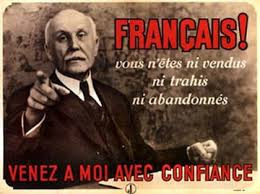 FRANÇAIS!
vous n'êtes ni vendus
ni trahis
ni abandonnés
VENEZ A MOI AVEC CONFIANCE